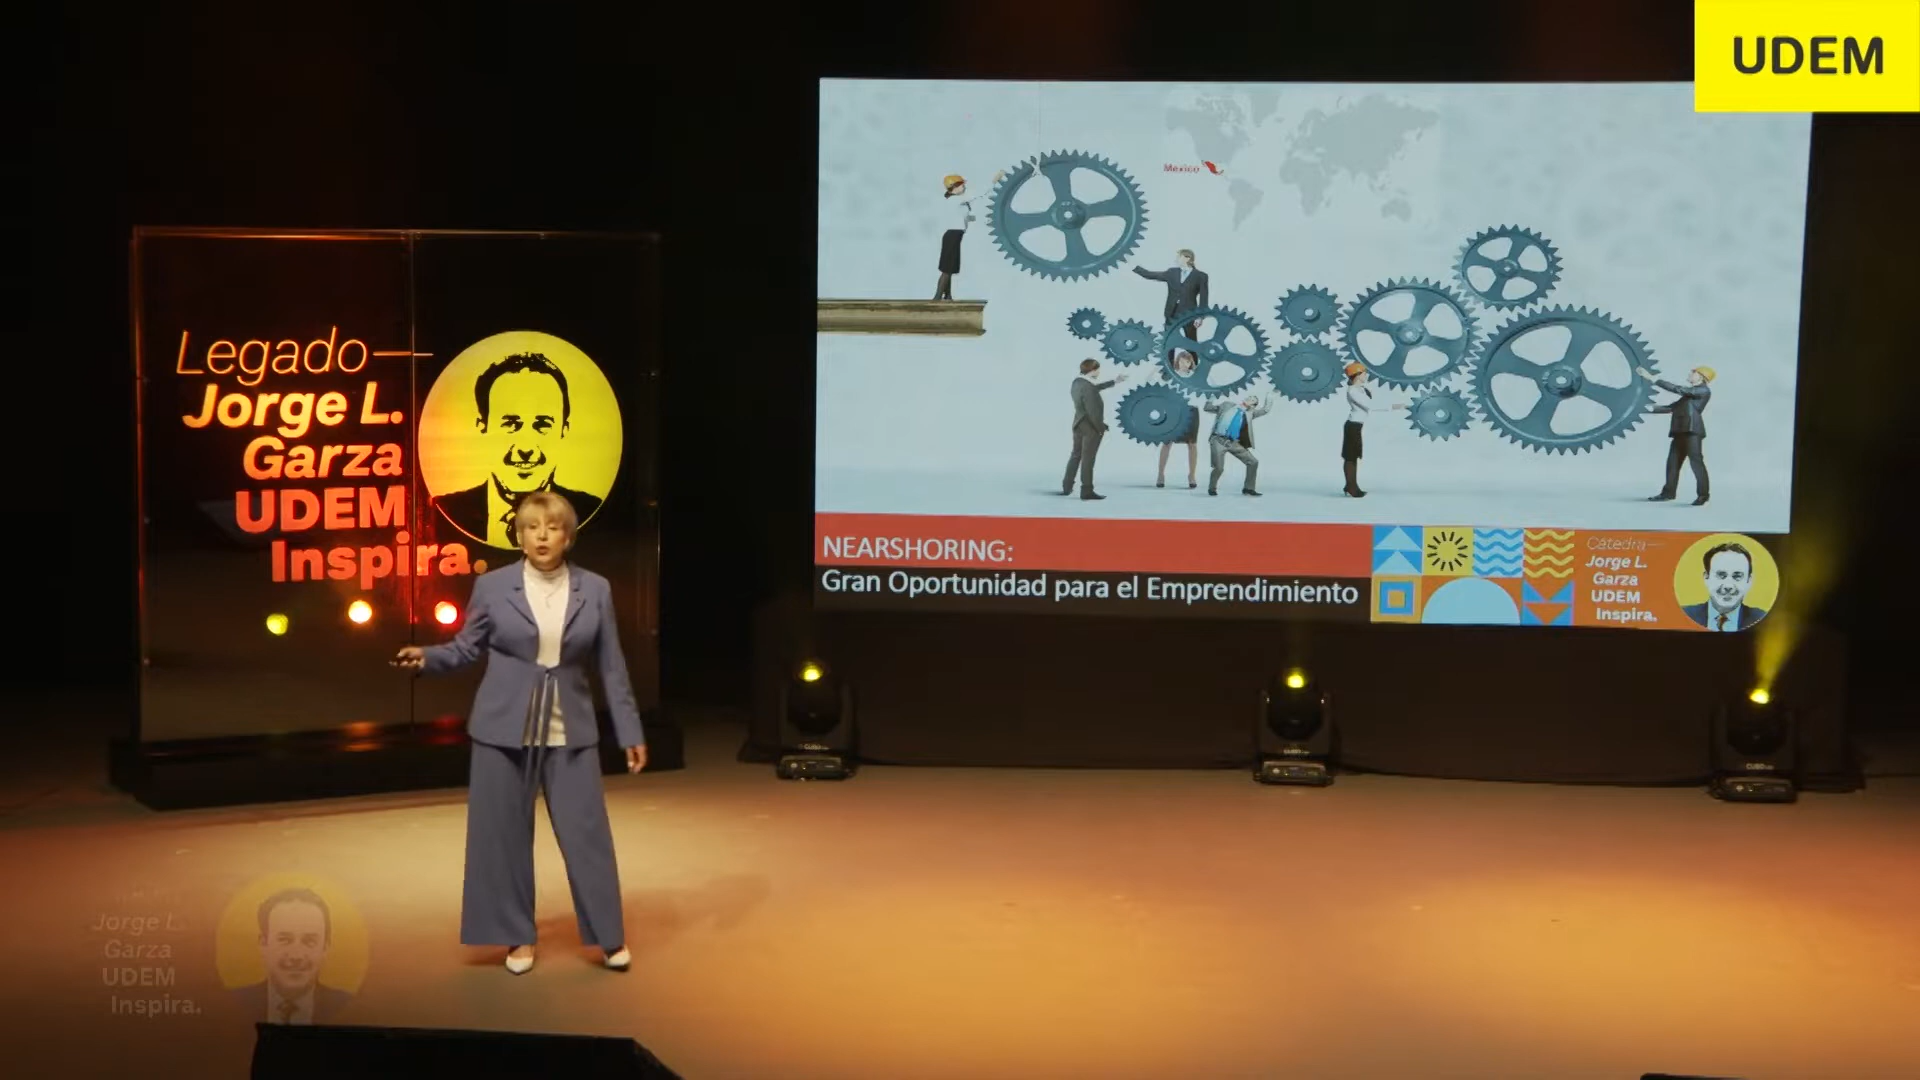 UDEM
Legado—
Jorge L.
Garza
UDEM
Inspira.
Mexico
NEARSHORING:
Gran Oportunidad para el Emprendimiento
Cátedra—
Jorge L.
Garza
UDEM
Inspira.
Jorge L.
Garza
UDEM
Inspira.